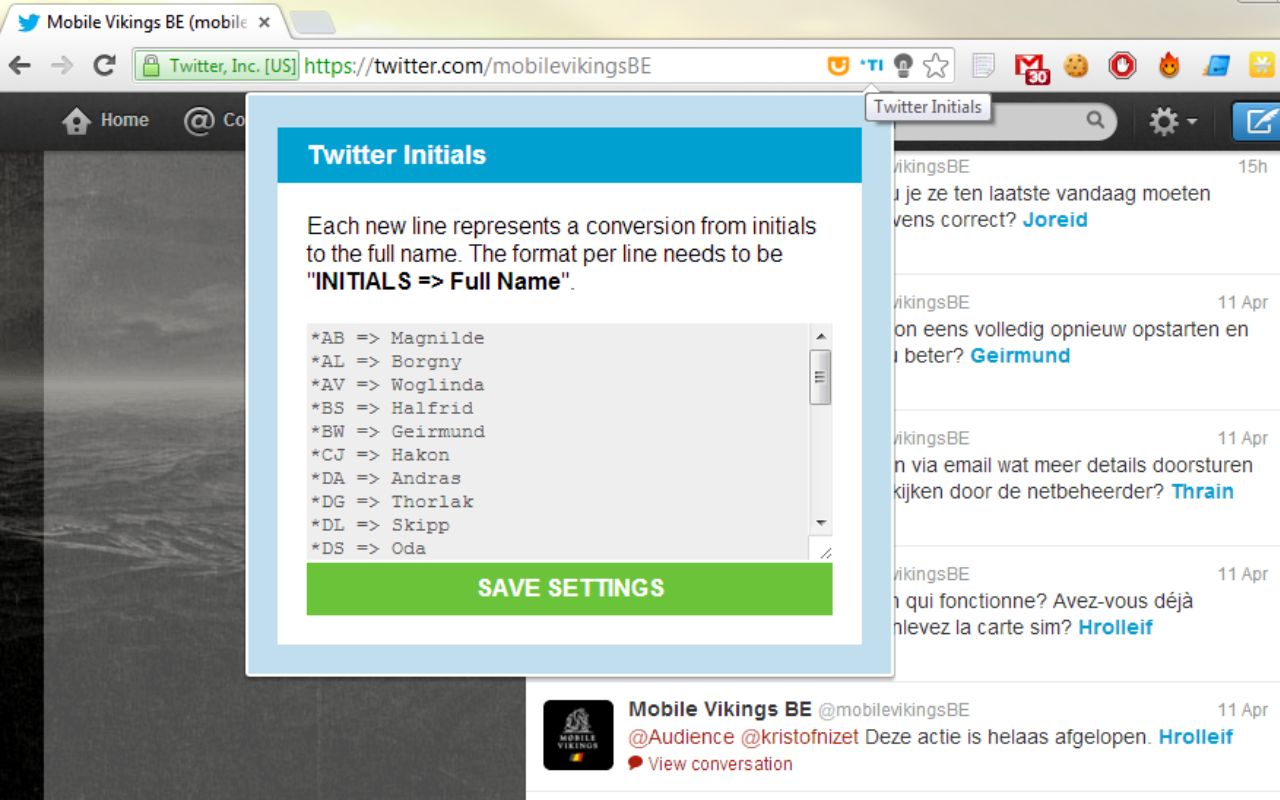 Mobile Vikings BE (mobile
Twitter, Inc. [US] https://twitter.com/mobilevikingsBE
*TI
30
Twitter Initials
Home
@ Co
Twitter Initials
Each new line represents a conversion from initials
to the full name. The format per line needs to be
"INITIALS => Full Name".
*AB => Magnilde
*AL => Borgny
*AV => Woglinda
*BS => Halfrid
*BW => Geirmund
*CJ => Hakon
*DA => Andras
*DG => Thorlak
*DL => Skipp
*DS => Oda
SAVE SETTINGS
vikingsBE 15h
u je ze ten laatste vandaag moeten
vens correct? Joreid
vikingsBE 11 Apr
on eens volledig opnieuw opstarten en
u beter? Geirmund
vikingsBE 11 Apr
n via email wat meer details doorsturen
kijken door de netbeheerder? Thrain
vikingsBE 11 Apr
n qui fonctionne? Avez-vous déjà
nlevez la carte sim? Hrolleif
MOBILE
VIKINGS
Mobile Vikings BE @mobilevikingsBE 11 Apr
@Audience @kristofnizet Deze actie is helaas afgelopen. Hrolleif
View conversation